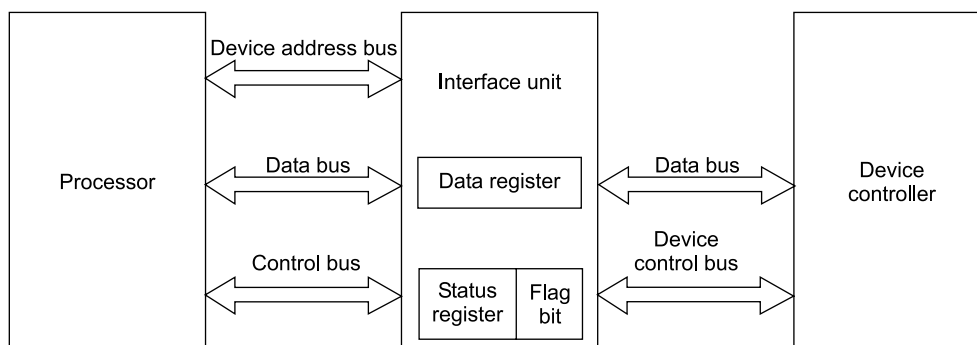 Device address bus
Interface unit
Processor
Data bus
Data register
Data bus
Device
controller
Control bus
Status
register
Flag
bit
Device
control bus